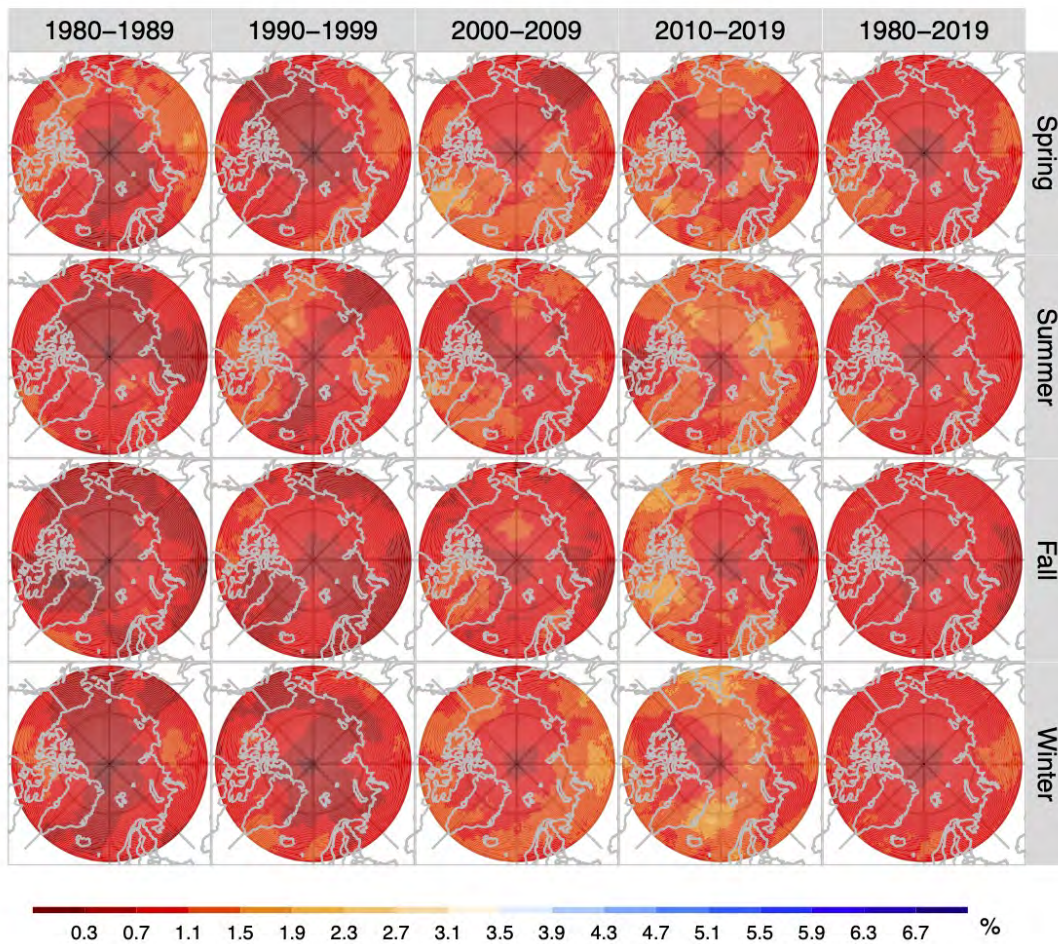 1980–1989 1990–1999 2000–2009 2010–2019 1980–2019
Spring
Summer
Fall
Winter
0.3 0.7 1.1 1.5 1.9 2.3 2.7 3.1 3.5 3.9 4.3 4.7 5.1 5.5 5.9 6.3 6.7 %